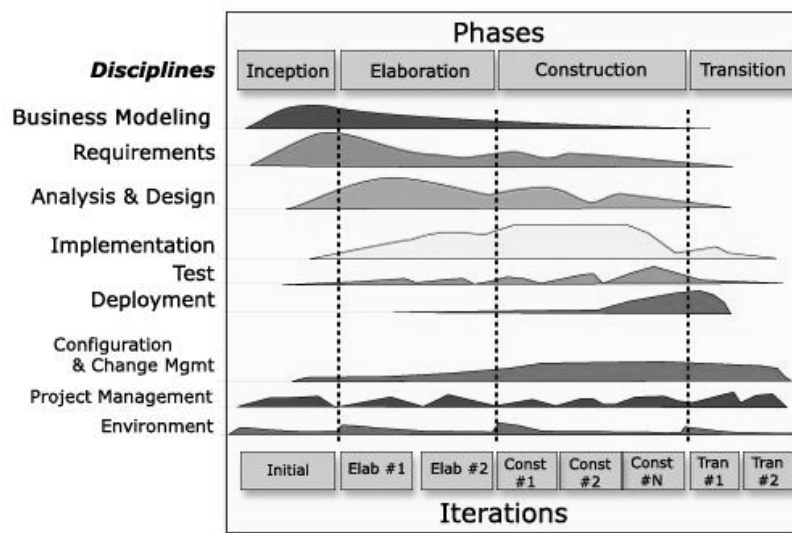 Phases
Disciplines
Inception
Elaboration
Construction
Transition
Business Modeling
Requirements
Analysis & Design
Implementation
Test
Deployment
Configuration
& Change Mgmt
Project Management
Environment
Initial
Elab #1
Elab #2
Const
#1
Const
#2
Const
#N
Tran
#1
Tran
#2
Iterations